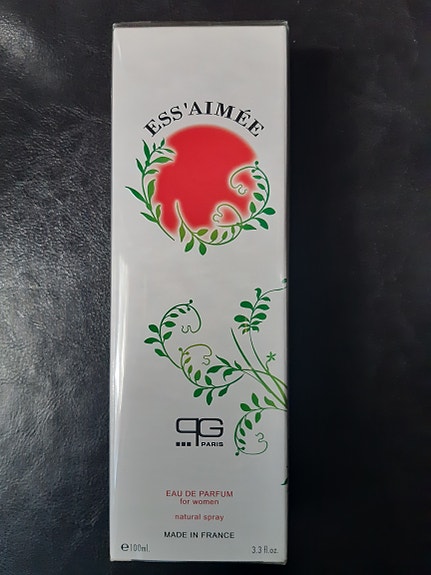 ESS'AIMÉE
PG
PARIS
EAU DE PARFUM
for women
natural spray
MADE IN FRANCE
℮100ml.
3.3 fl.oz.